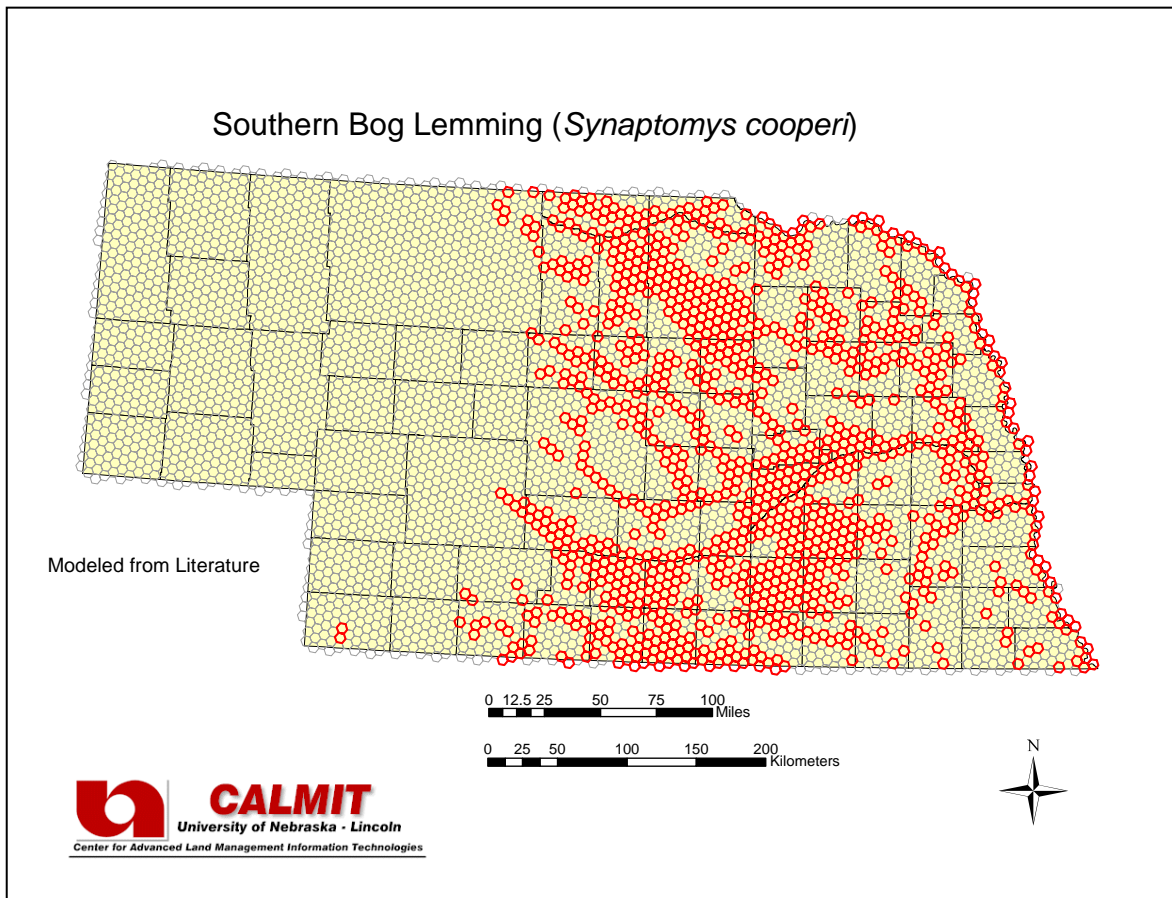 Southern Bog Lemming (Synaptomys cooperi)
Modeled from Literature
0 12.5 25 50 75 100
Miles
0 25 50 100 150 200
Kilometers
N
CALMIT
University of Nebraska - Lincoln
Center for Advanced Land Management Information Technologies